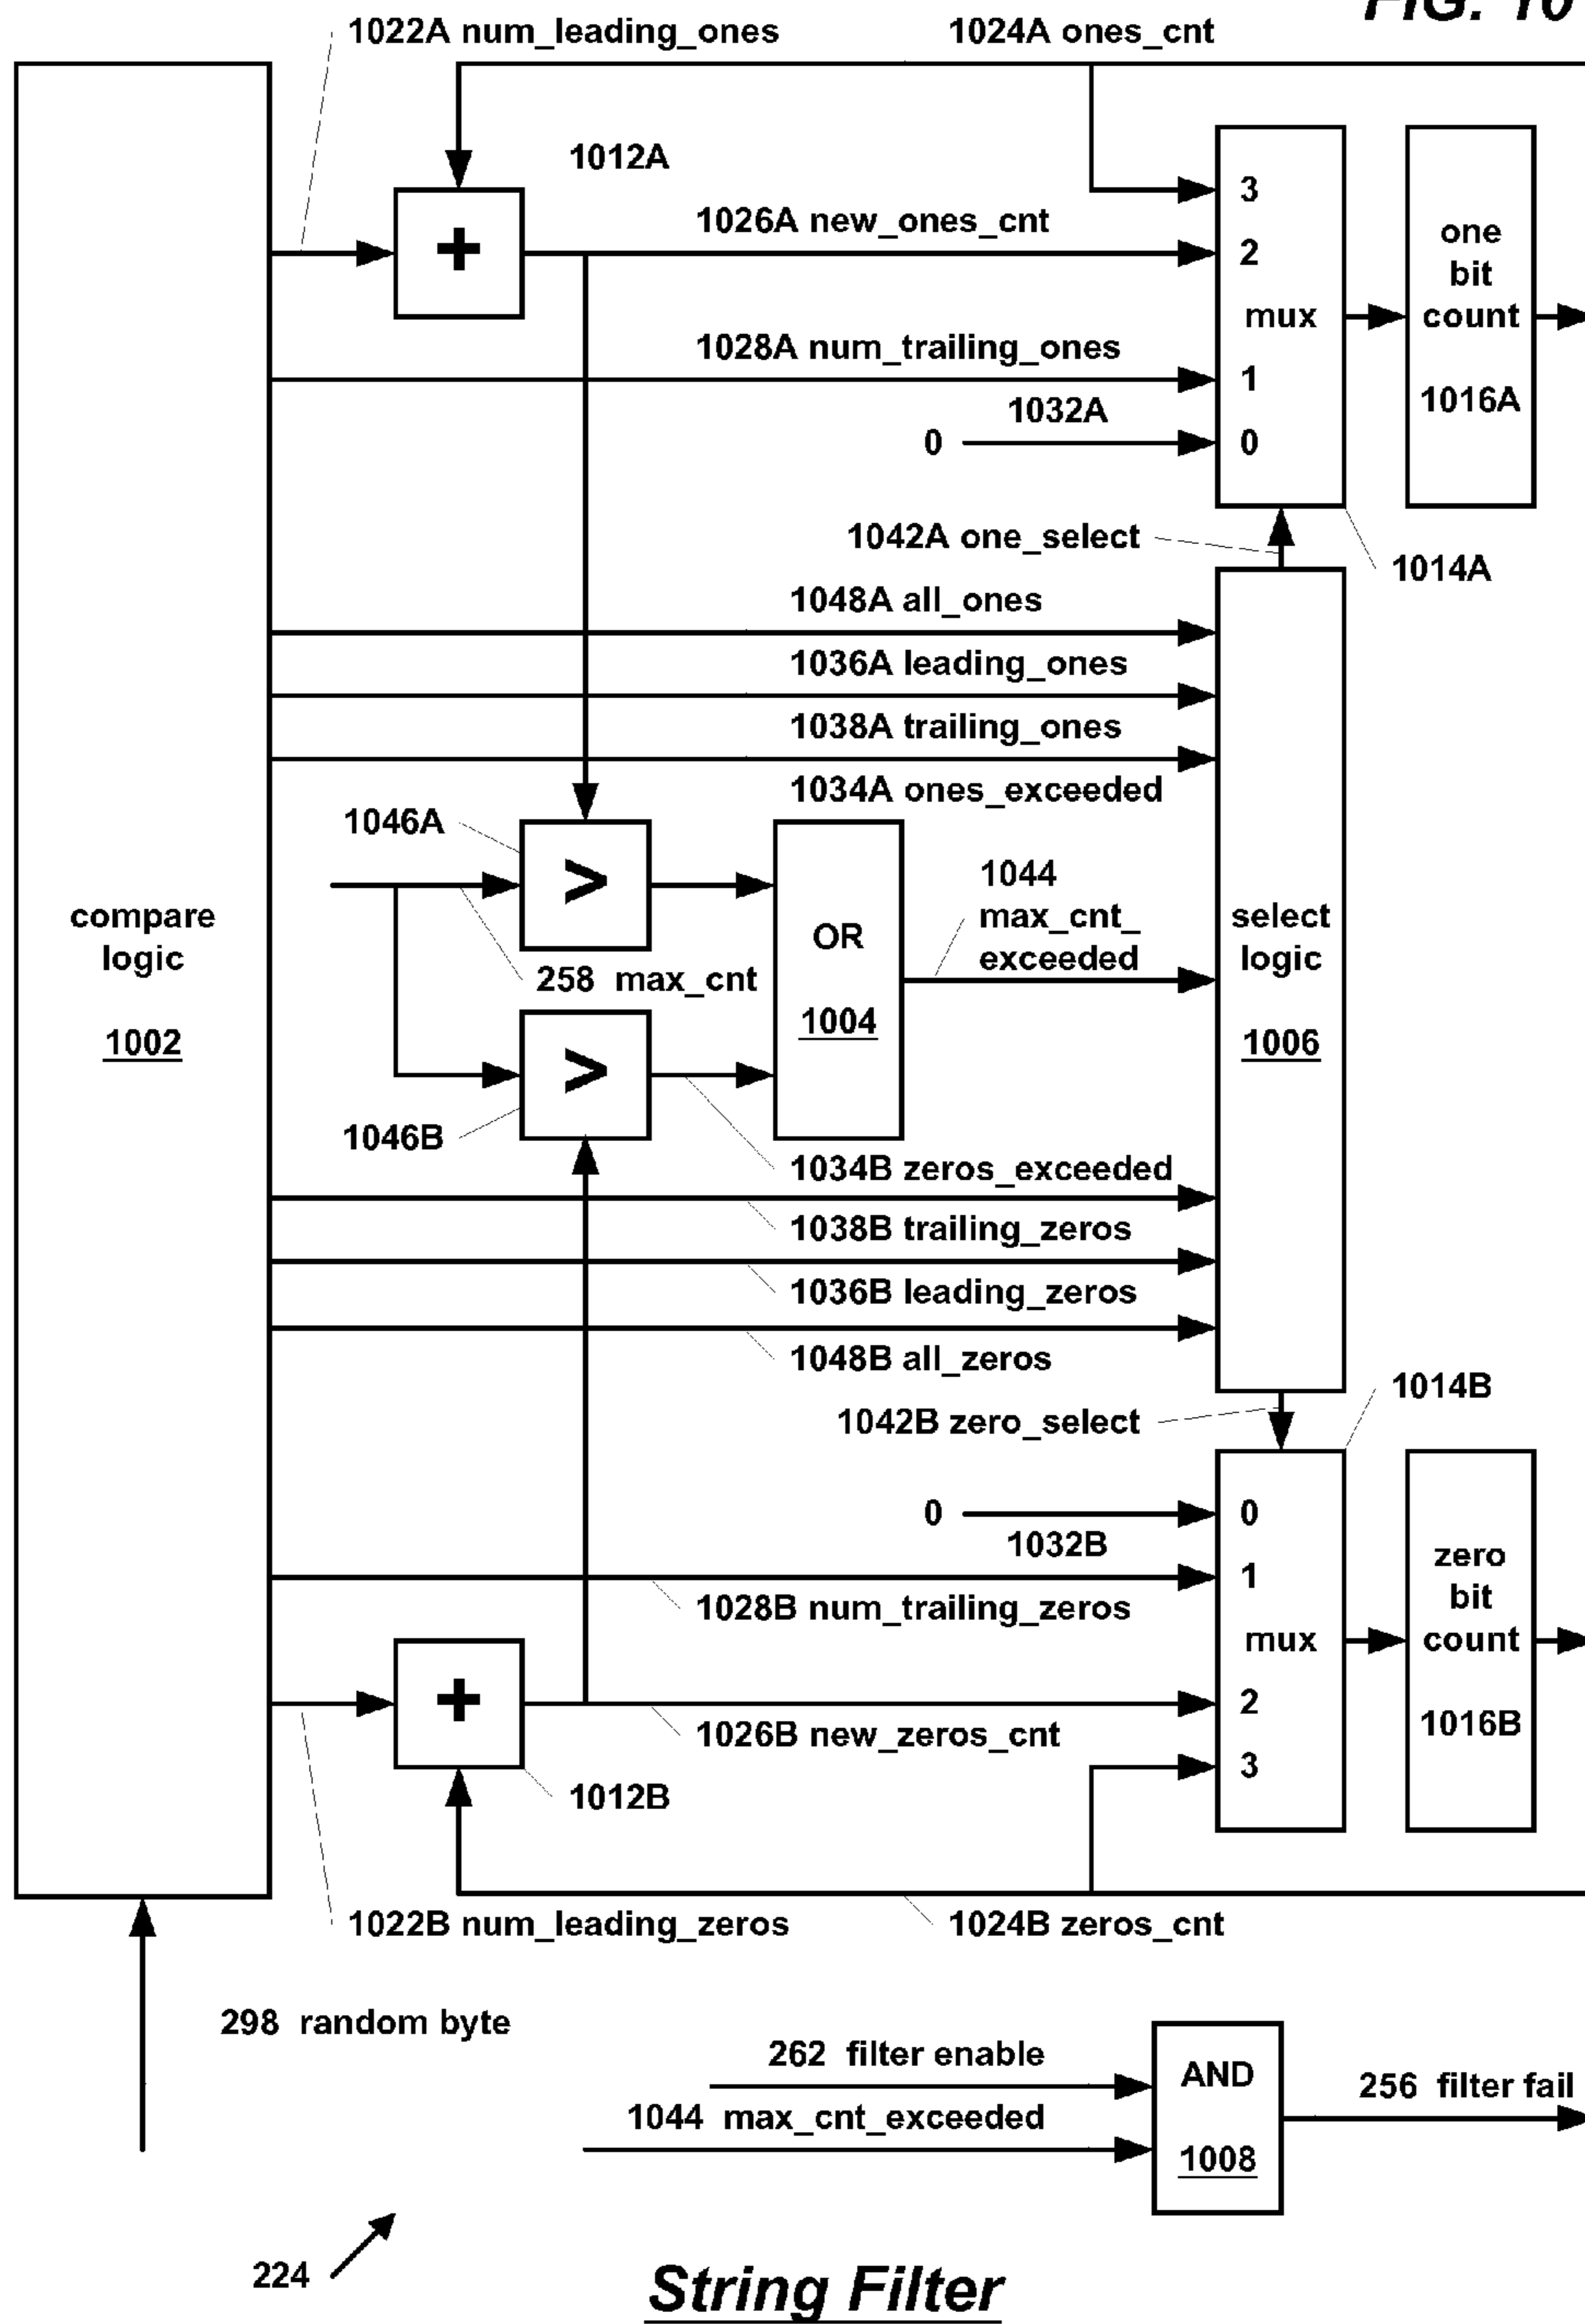 FIG. 10
1022A num_leading_ones
1024A ones_cnt
1012A
+
1026A new_ones_cnt
1028A num_trailing_ones
0
1032A
3
2
mux
1
0
one
bit
count
1016A
1042A one_select
1014A
1048A all_ones
1036A leading_ones
1038A trailing_ones
1034A ones_exceeded
1046A
>
258 max_cnt
OR
1004
1044
max_cnt_
exceeded
select
logic
1006
compare
logic
1002
>
1046B
1034B zeros_exceeded
1038B trailing_zeros
1036B leading_zeros
1048B all_zeros
1014B
1042B zero_select
0
1032B
1028B num_trailing_zeros
0
1
mux
2
3
zero
bit
count
1016B
+
1026B new_zeros_cnt
1012B
1022B num_leading_zeros
1024B zeros_cnt
298 random byte
262 filter enable
1044 max_cnt_exceeded
AND
1008
256 filter fail
224
String Filter